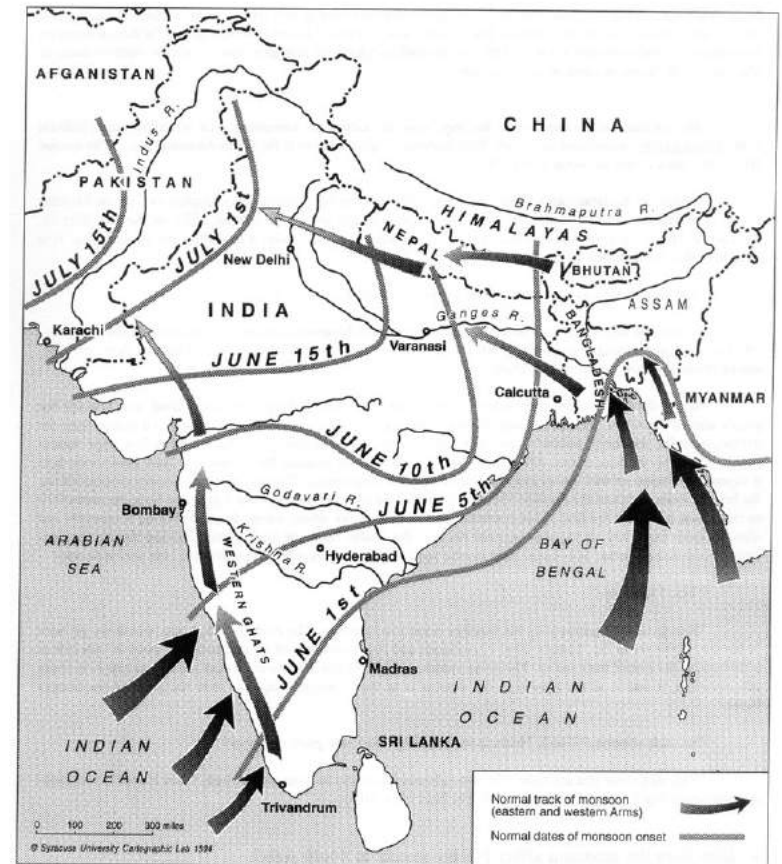 AFGANISTAN
CHINA
Indus R.
PAKISTAN
JULY 15th
JULY 1st
HIMALAYAS
Brahmaputra R.
NEPAL
New Delhi
BHUTAN
INDIA
ASSAM
Karachi
Ganges R.
BANGLADESH
Varanasi
JUNE 15th
Calcutta
MYANMAR
JUNE 10th
Bombay
Godavari R.
JUNE 5th
ARABIAN
SEA
Krishna R.
Hyderabad
BAY OF
BENGAL
WESTERN GHATS
JUNE 1st
Madras
INDIAN
OCEAN
SRI LANKA
INDIAN
OCEAN
Trivandrum
0 100 200 300 miles
© Syracuse University Cartographic Lab 1994
Normal track of monsoon
(eastern and western Arms)
Normal dates of monsoon onset